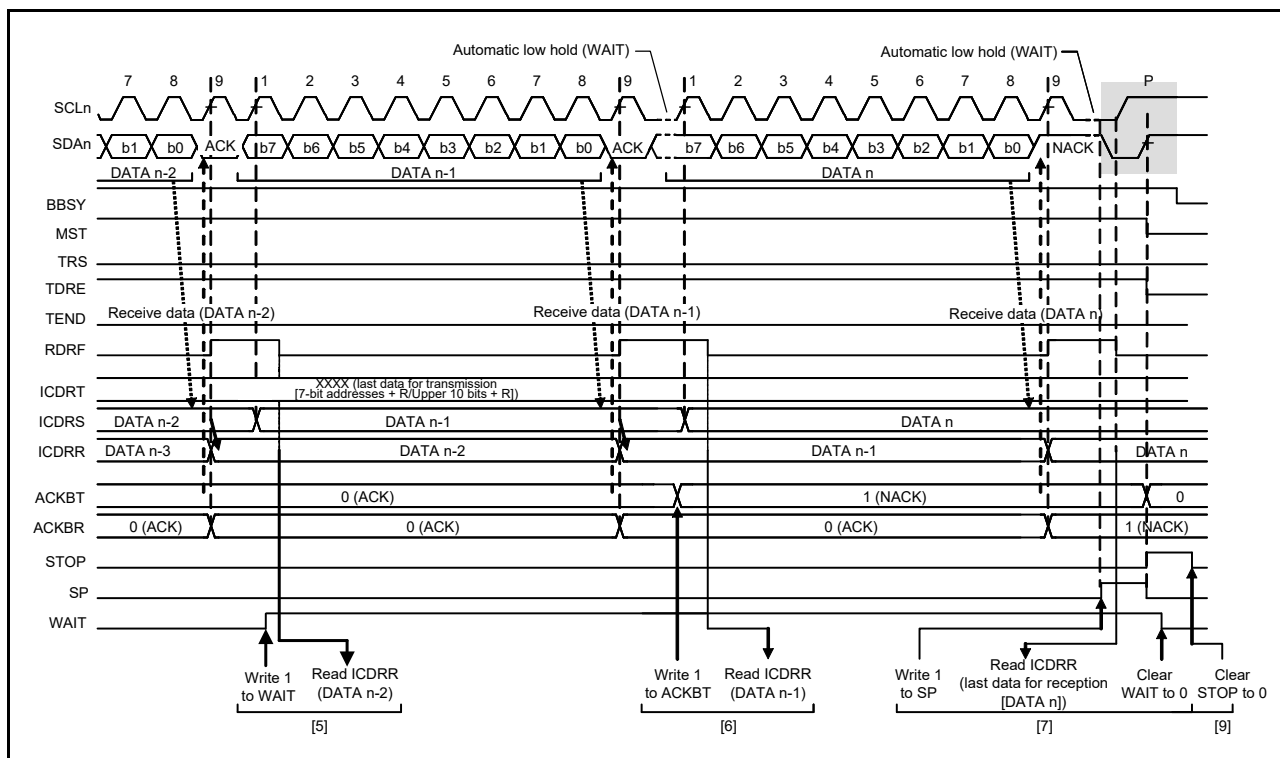 Automatic low hold (WAIT)
Automatic low hold (WAIT)
7 8 9 1 2 3 4 5 6 7 8 9 1 2 3 4 5 6 7 8 9 P
SCLn
SDAn b1 b0 ACK b7 b6 b5 b4 b3 b2 b1 b0 ACK b7 b6 b5 b4 b3 b2 b1 b0 NACK
DATA n-2 DATA n-1 DATA n
BBSY
MST
TRS
TDRE
Receive data (DATA n-2) Receive data (DATA n-1) Receive data (DATA n)
TEND
RDRF
ICDRT XXXX (last data for transmission
[7-bit addresses + R/Upper 10 bits + R])
ICDRS DATA n-2 DATA n-1 DATA n
ICDRR DATA n-3 DATA n-2 DATA n-1 DATA n
ACKBT 0 (ACK) 1 (NACK) 0
ACKBR 0 (ACK) 0 (ACK) 0 (ACK) 1 (NACK)
STOP
SP
WAIT
Write 1
to WAIT
Read ICDRR
(DATA n-2)
Write 1
to ACKBT
Read ICDRR
(DATA n-1)
Write 1
to SP
Read ICDRR
(last data for reception
[DATA n])
Clear
WAIT to 0
Clear
STOP to 0
[5] [6] [7] [9]